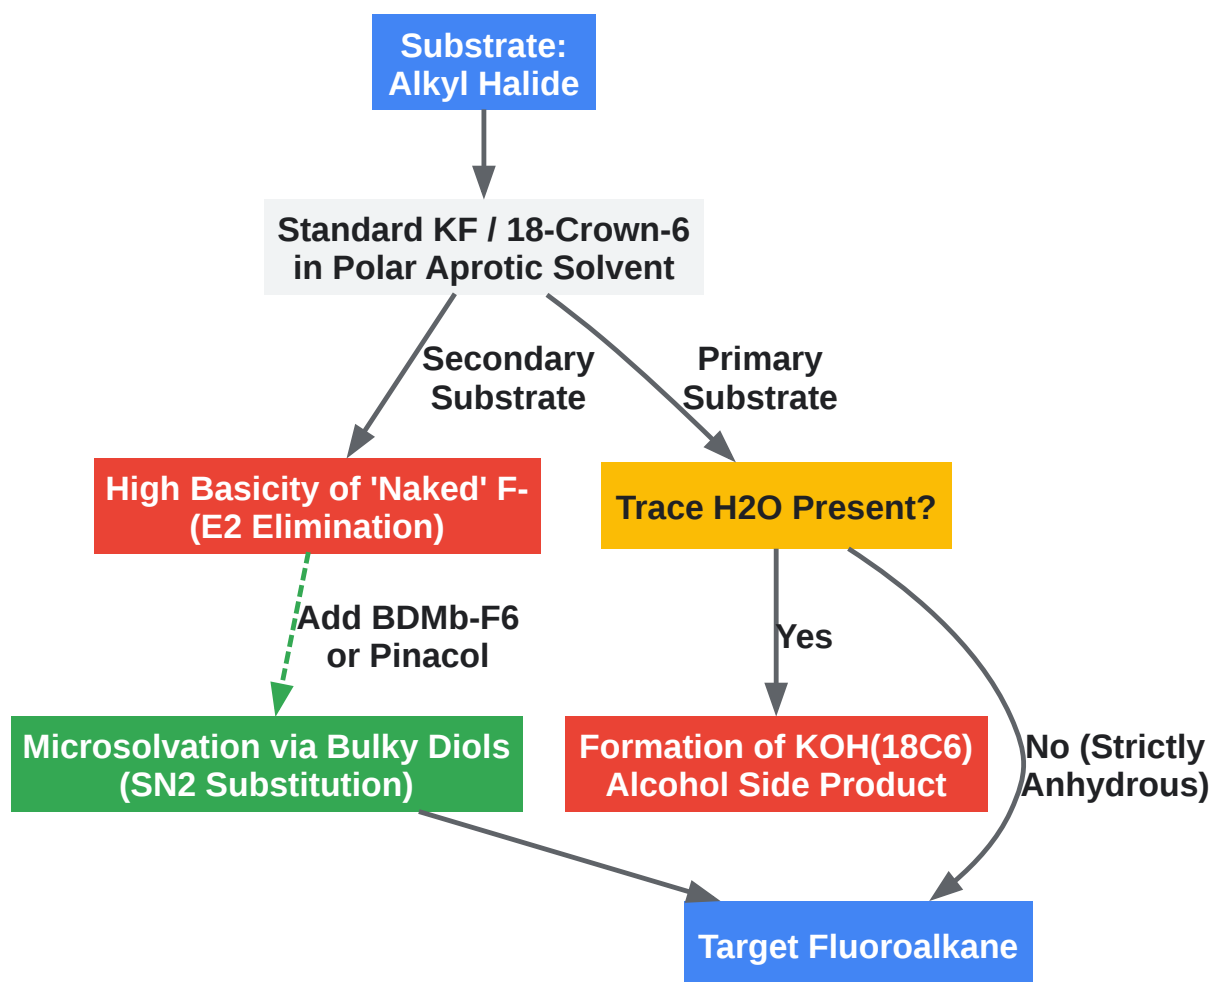 Substrate:
Alkyl Halide
Standard KF / 18-Crown-6
in Polar Aprotic Solvent
Secondary
Substrate
Primary
Substrate
High Basicity of 'Naked' F-
(E2 Elimination)
Trace H2O Present?
Add BDMb-F6
or Pinacol
Yes
Microsolvation via Bulky Diols
(SN2 Substitution)
Formation of KOH(18C6)
Alcohol Side Product
No (Strictly
Anhydrous)
Target Fluoroalkane